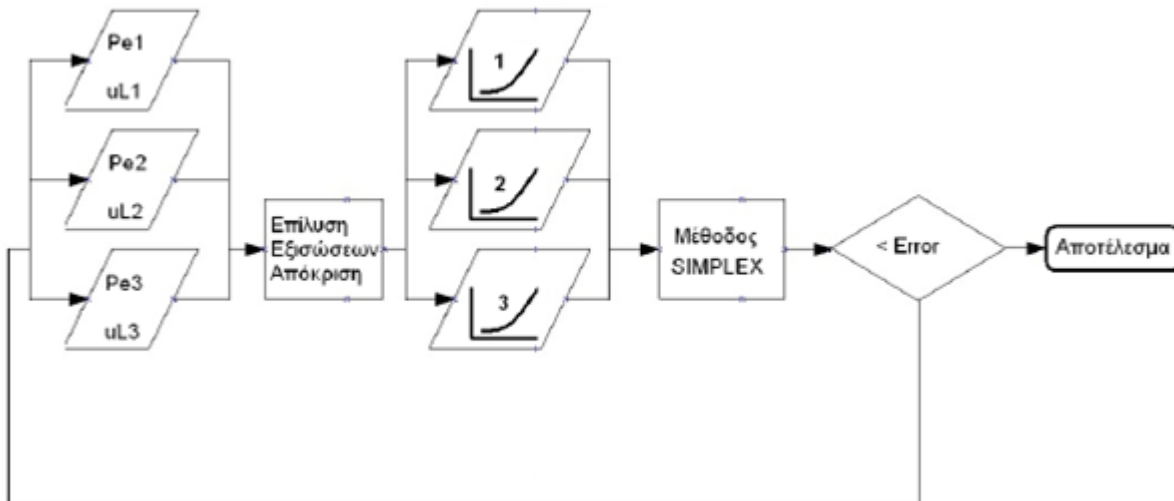 Pe1
uL1
Pe2
uL2
Pe3
uL3
Επίλυση
Εξισώσεων
Απόκριση
1
2
3
Μέθοδος
SIMPLEX
< Error
Αποτέλεσμα